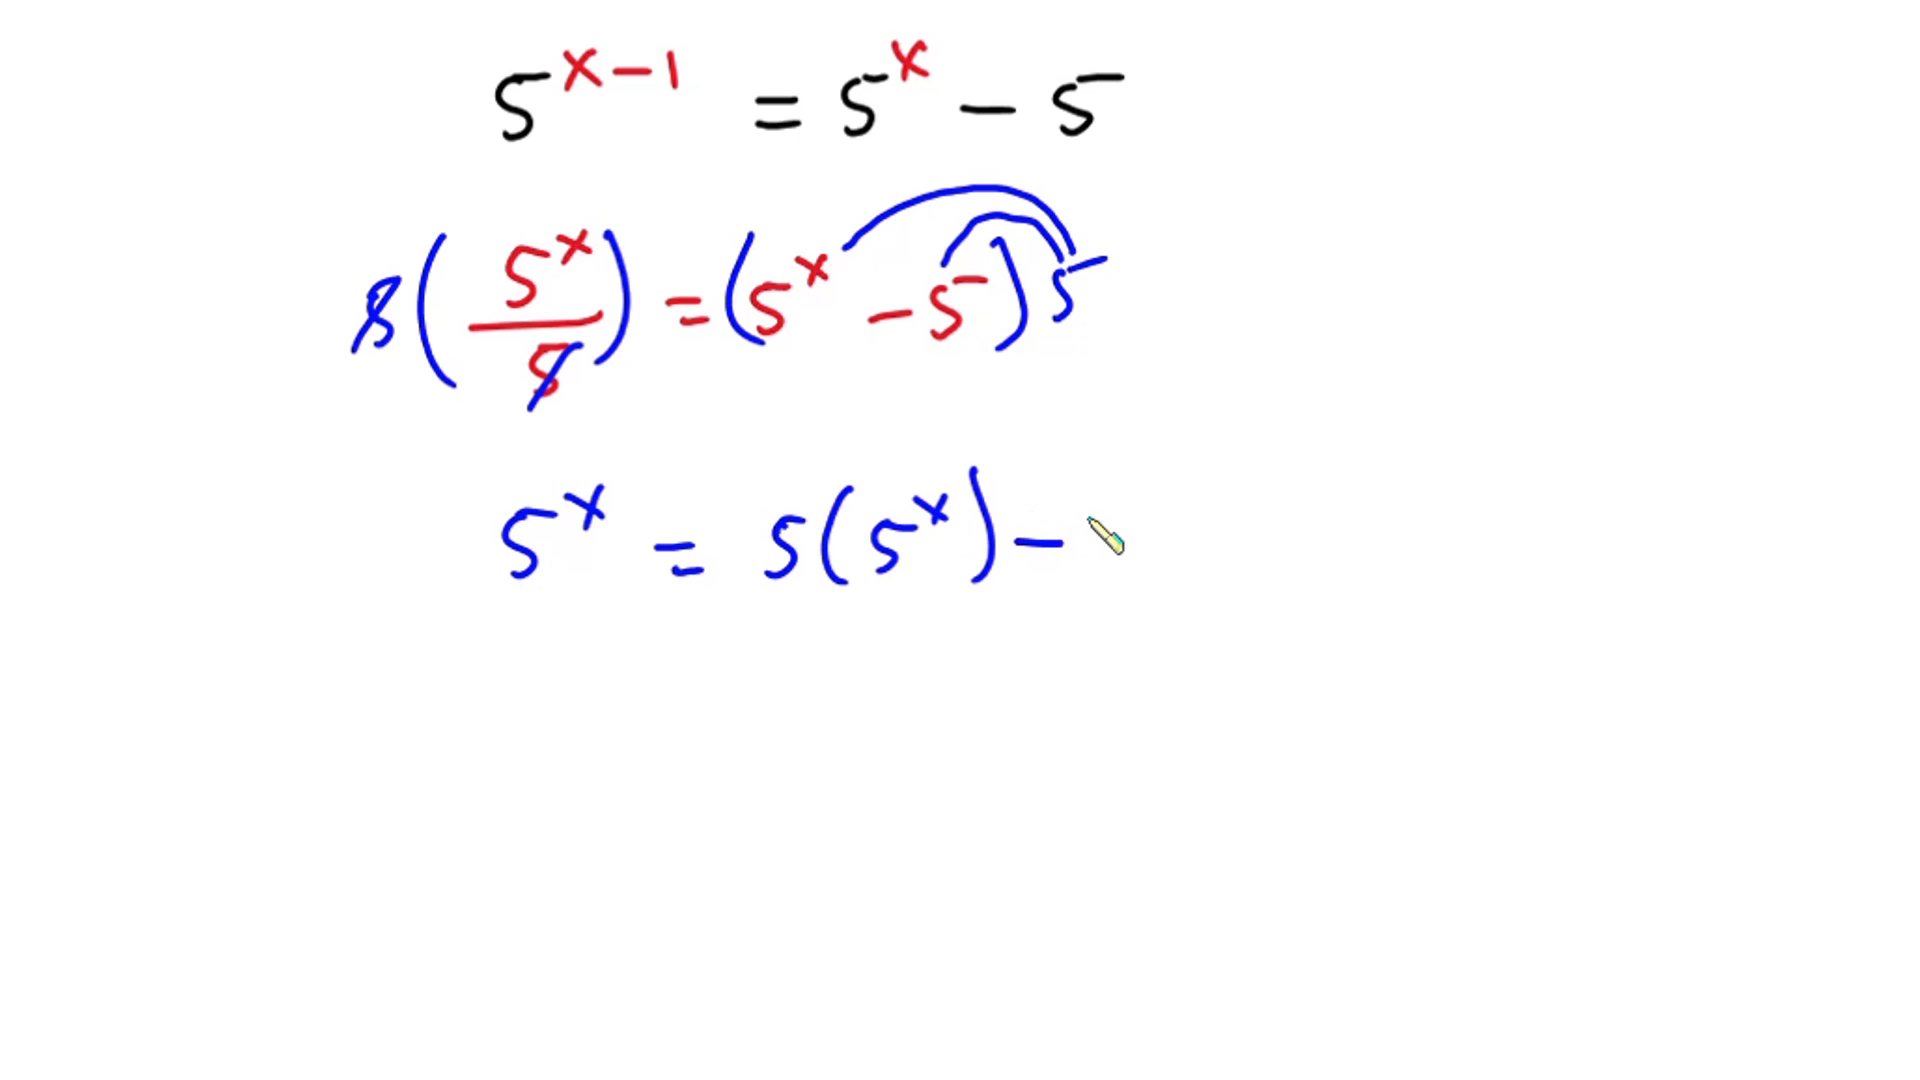 5^{x-1} = 5^x - 5
5(5^x/5) = (5^x - 5)5
5^x = 5(5^x) -